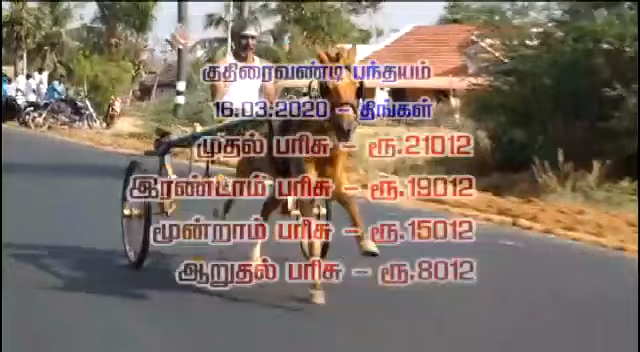 குதிரைவண்டி பந்தயம்
16.03.2020 - திங்கள்
முதல் பரிசு - ரூ.21012
இரண்டாம் பரிசு - ரூ.19012
மூன்றாம் பரிசு - ரூ.15012
ஆறுதல் பரிசு - ரூ.8012